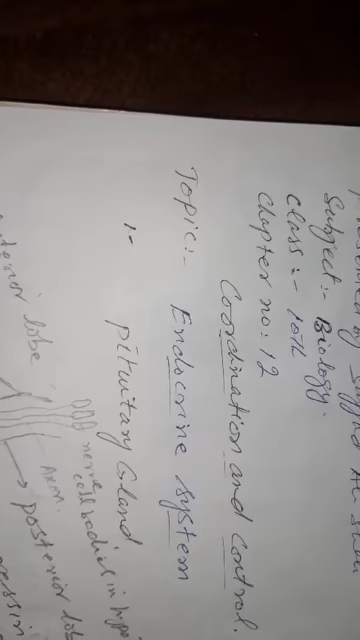 by
Subject:- Biology.
Class:- 10th
Chapter no: 12
Coordination and Control.
Topic:- Endocrine system
1:- Pituitary Gland
nerve
cell bodies in
lobe
Axon.
posterior